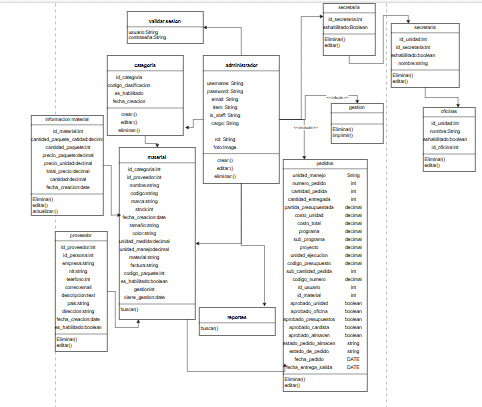 validar sesion
usuario:String
contraseña:String
secretaria
id_secretaria:int
eshabilitado:Boolean
Eliminar()
editar()
secretaria
id_unidad:int
id_secretaria:int
eshabilitado:boolean
nombre:string
Eliminar()
editar()
categoria
id_categoria
codigo_clasificacion
es_habilitado
fecha_creacion
crear()
editar()
eliminar()
administrador
username: String
password: String
email: String
item: String
is_staff: String
cargo: String
rol: String
foto:Image
crear()
editar()
eliminar()
<<include>>
gestion
Eliminar()
imprimir()
<<include>>
oficinas
id_unidad:int
nombre:String
eshabilitado:boolean
id_oficina:int
Eliminar()
editar()
informacion material
id_material:int
cantidad_paquete:int
precio_paquete:decimal
precio_unidad:decimal
total_precio:decimal
cantidad:decimal
fecha_creacion:date
Eliminar()
editar()
actualizar()
material
id_categoria:int
id_proveedor:int
nombre:string
codigo:string
marca:string
stock:int
fecha_creacion:date
tamaño:string
color:string
unidad_medida:decimal
unidad_manejo:decimal
material:string
factura:string
codigo_paquete:int
es_habilitado:boolean
gestion:int
cierre_gestion:date
buscar()
proveedor
id_proveedor:int
id_persona:int
empresa:string
nit:string
telefono:int
correo:email
descripcion:text
pais:string
direccion:string
fecha_creacion:date
es_habilitado:boolean
Eliminar()
editar()
reportes
buscar()
pedidos
unidad_manejo String
numero_pedido int
cantidad_pedida int
cantidad_entregada int
partida_presupuestada decimal
costo_unidad decimal
costo_total decimal
programa decimal
sub_programa decimal
proyecto decimal
unidad_ejecucion decimal
codigo_presupuesto decimal
sub_cantidad_pedida int
codigo_numero decimal
id_usuario int
id_material int
aprobado_unidad boolean
aprobado_oficina boolean
aprobado_presupuestos boolean
aprobado_cardista boolean
aprobado_almacen boolean
estado_pedido_almacen string
estado_de_pedido string
fecha_pedido DATE
fecha_entrega_salida DATE
Eliminar()
editar()